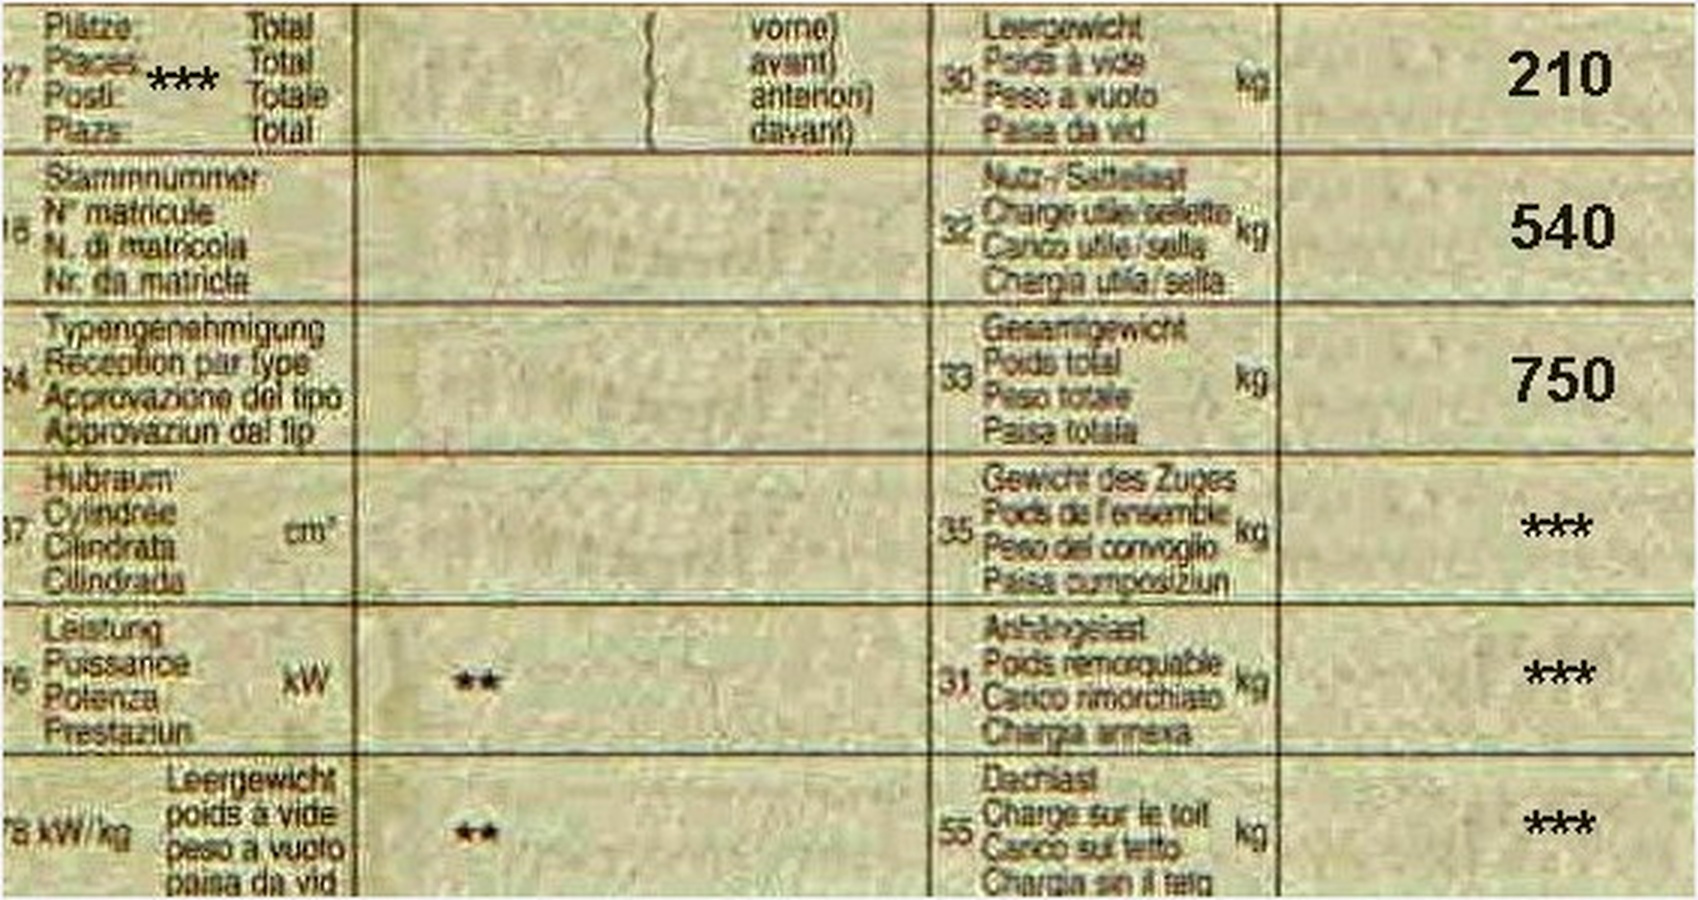 27 Plätze: Total ( vorne) 30 Leergewicht kg 210
Places: *** Total avant) Poids à vide
Posti: Totale anteriori) Peso a vuoto
Plazs: Total davant) Paisa da vid
Stammnummer 32 Nutz-/Sattellast kg 540
N° matricule Charge utile/sellette
N. di matricola Carico utile/sella
Nr. da matricla Chargia utila/sella
24 Typengenehmigung 33 Gesamtgewicht kg 750
Réception par type Poids total
Approvazione del tipo Peso totale
Approvaziun dal tip Paisa totala
37 Hubraum cm³ 35 Gewicht des Zuges kg ***
Cylindrée Poids de l'ensemble
Cilindrata Peso del convoglio
Cilindrada Paisa cumposiziun
76 Leistung kW ** 31 Anhängelast kg ***
Puissance Poids remorquable
Potenza Carico rimorchiato
Prestaziun Chargia annexa
78 kW/kg Leergewicht ** 55 Dachlast kg ***
poids à vide Charge sur le toit
peso a vuoto Carico sul tetto
paisa da vid Chargia sin il tetg